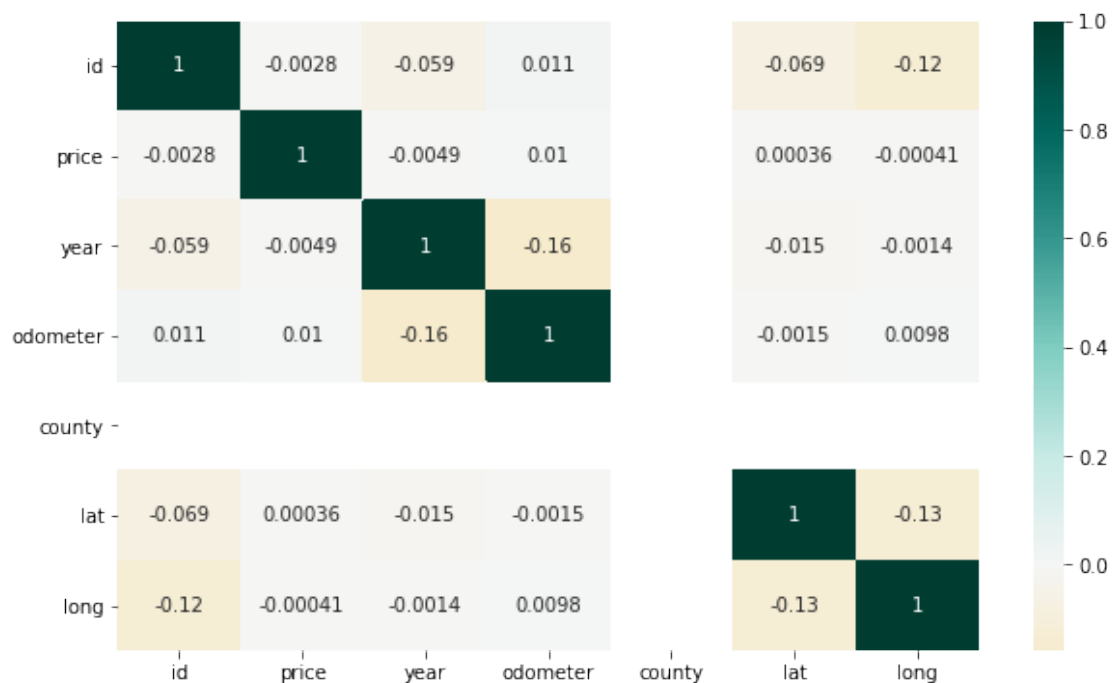 1.0
id 1 -0.0028 -0.059 0.011 -0.069 -0.12
0.8
price -0.0028 1 -0.0049 0.01 0.00036 -0.00041
year -0.059 -0.0049 1 -0.16 -0.015 -0.0014
0.6
odometer 0.011 0.01 -0.16 1 -0.0015 0.0098
0.4
county
0.2
lat -0.069 0.00036 -0.015 -0.0015 1 -0.13
0.0
long -0.12 -0.00041 -0.0014 0.0098 -0.13 1
id price year odometer county lat long